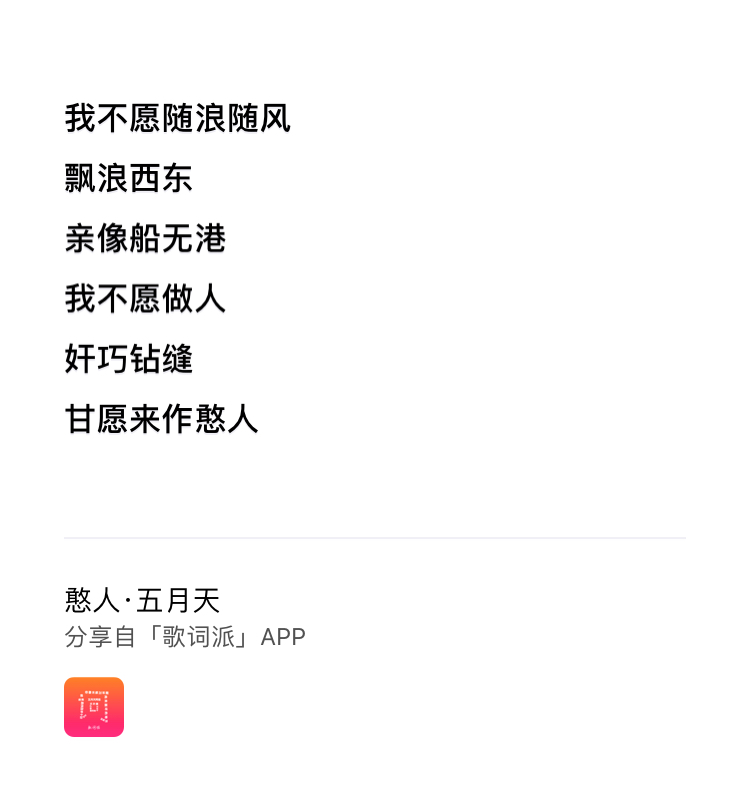 我不愿随浪随风
飘浪西东
亲像船无港
我不愿做人
奸巧钻缝
甘愿来作憨人
憨人·五月天
分享自「歌词派」APP
词